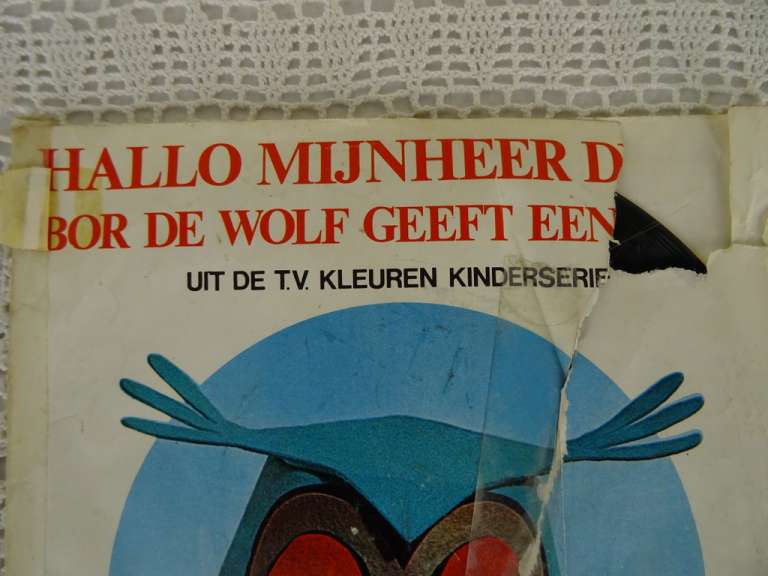 HALLO MIJNHEER D
BOR DE WOLF GEEFT EEN
UIT DE T.V. KLEUREN KINDERSERIE